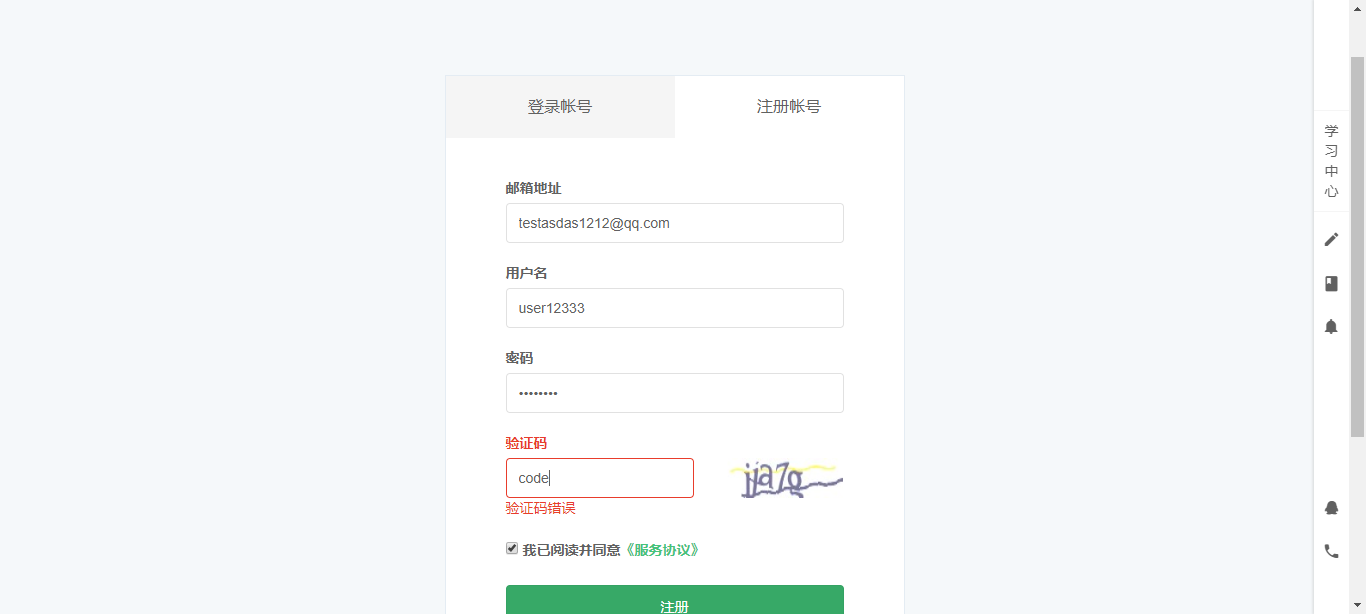 登录帐号
注册帐号
邮箱地址
testasdas1212@qq.com
用户名
user12333
密码
••••••••
验证码
code
jja7g
验证码错误
我已阅读并同意《服务协议》
注册
学
习
中
心